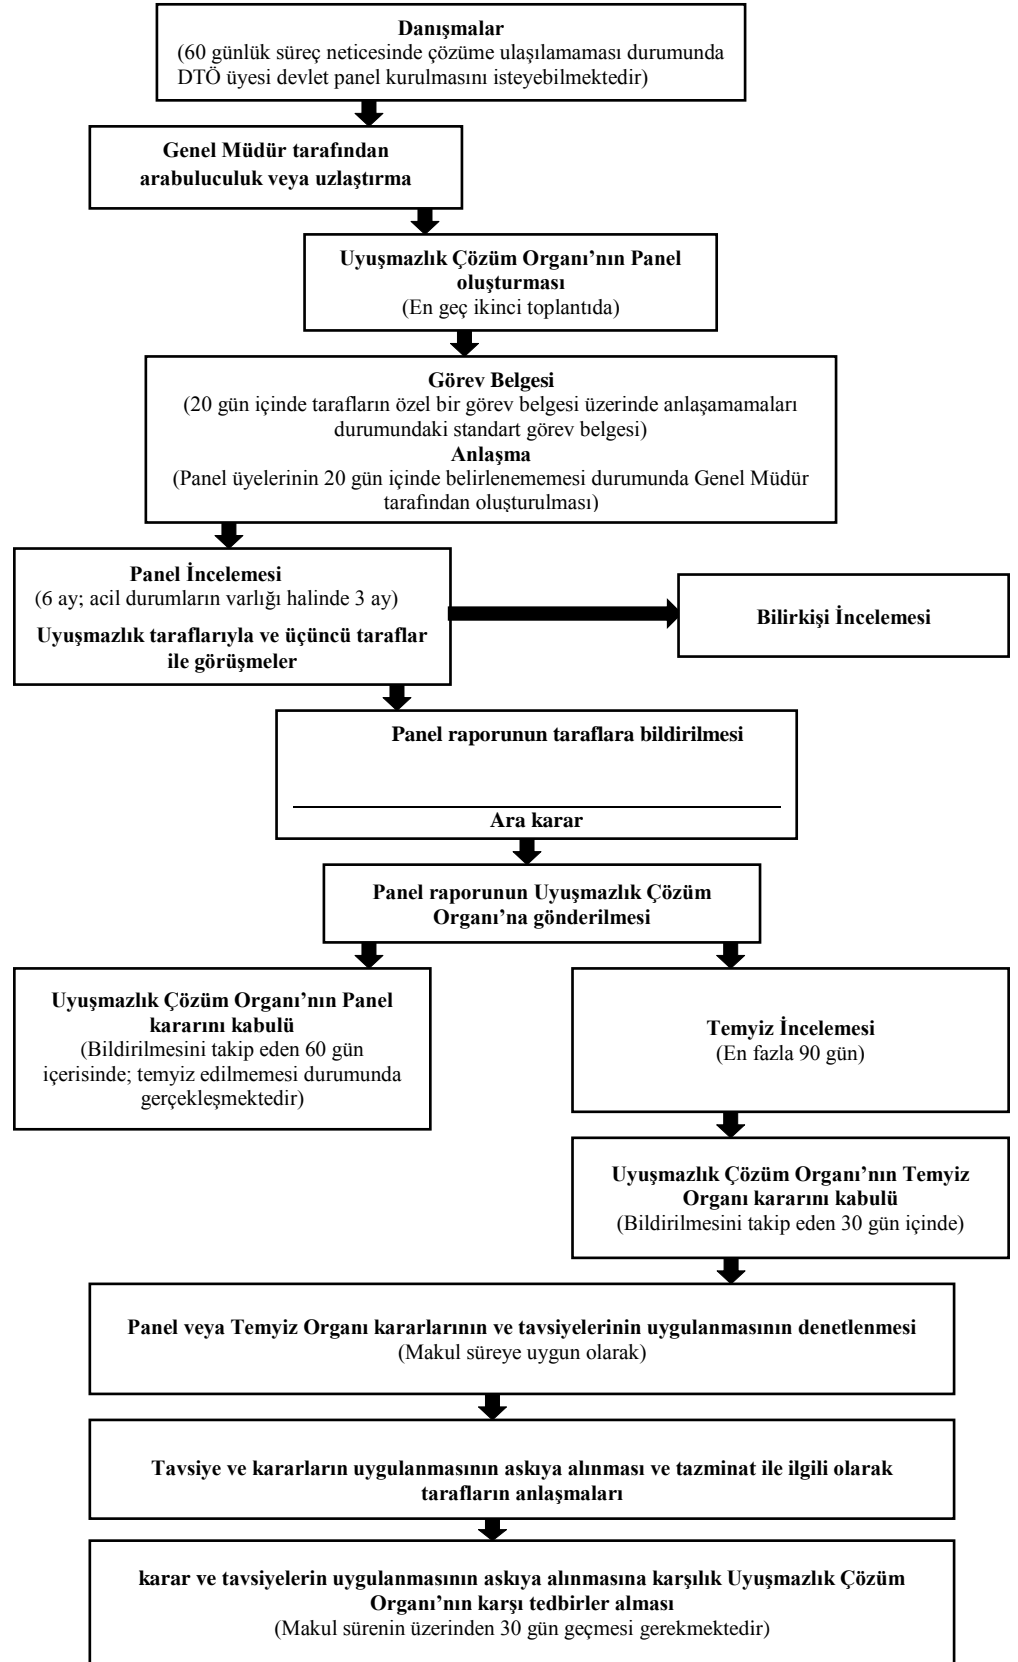 Danışmalar
(60 günlük süreç neticesinde çözüme ulaşılamaması durumunda
DTÖ üyesi devlet panel kurulmasını isteyebilmektedir)
Genel Müdür tarafından
arabuluculuk veya uzlaştırma
Uyuşmazlık Çözüm Organı’nın Panel
oluşturması
(En geç ikinci toplantıda)
Görev Belgesi
(20 gün içinde tarafların özel bir görev belgesi üzerinde anlaşamamaları
durumundaki standart görev belgesi)
Anlaşma
(Panel üyelerinin 20 gün içinde belirlenememesi durumunda Genel Müdür
tarafından oluşturulması)
Panel İncelemesi
(6 ay; acil durumların varlığı halinde 3 ay)
Uyuşmazlık taraflarıyla ve üçüncü taraflar
ile görüşmeler
Bilirkişi İncelemesi
Panel raporunun taraflara bildirilmesi
Ara karar
Panel raporunun Uyuşmazlık Çözüm
Organı’na gönderilmesi
Uyuşmazlık Çözüm Organı’nın Panel
kararını kabulü
(Bildirilmesini takip eden 60 gün
içerisinde; temyiz edilmemesi durumunda
gerçekleşmektedir)
Temyiz İncelemesi
(En fazla 90 gün)
Uyuşmazlık Çözüm Organı’nın Temyiz
Organı kararını kabulü
(Bildirilmesini takip eden 30 gün içinde)
Panel veya Temyiz Organı kararlarının ve tavsiyelerinin uygulanmasının denetlenmesi
(Makul süreye uygun olarak)
Tavsiye ve kararların uygulanmasının askıya alınması ve tazminat ile ilgili olarak
tarafların anlaşmaları
karar ve tavsiyelerin uygulanmasının askıya alınmasına karşılık Uyuşmazlık Çözüm
Organı’nın karşı tedbirler alması
(Makul sürenin üzerinden 30 gün geçmesi gerekmektedir)